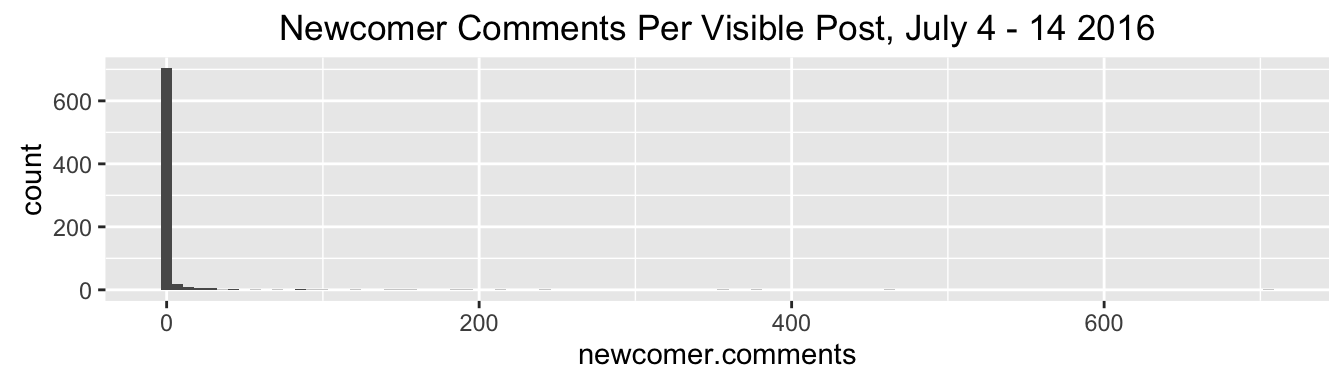 Newcomer Comments Per Visible Post, July 4 - 14 2016
count
600
400
200
0
0 200 400 600
newcomer.comments